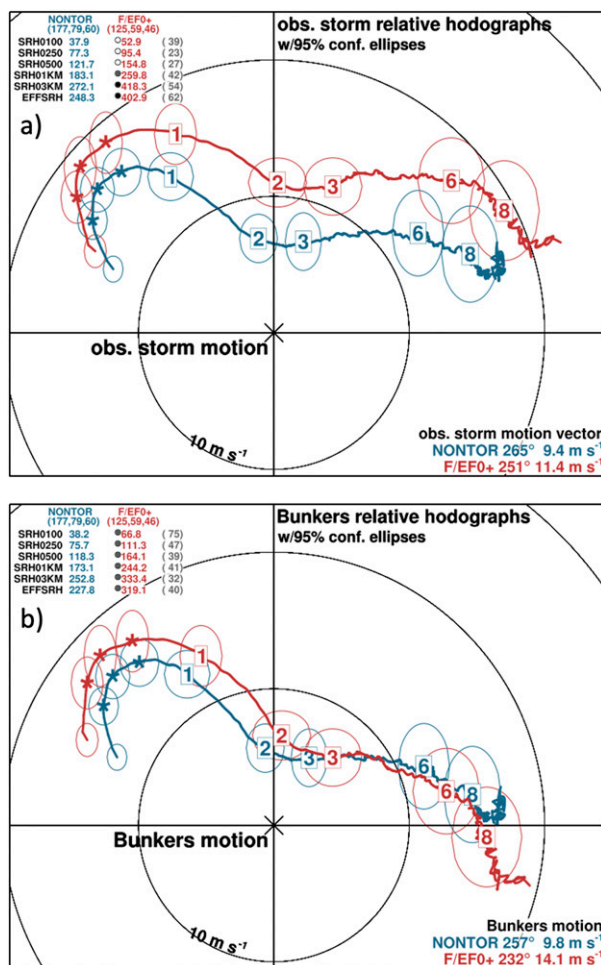 NONTOR F/EF0+
(177,79,60) (125,59,46)
SRH0100 37.9 52.9 ( 39)
SRH0250 77.3 95.4 ( 23)
SRH0500 121.7 154.8 ( 27)
SRH01KM 183.1 259.8 ( 42)
SRH03KM 272.1 418.3 ( 54)
EFFSRH 248.3 402.9 ( 62)
obs. storm relative hodographs
w/95% conf. ellipses
a)
1
1
2
3
6
8
2
3
6
8
obs. storm motion
10 m s⁻¹
obs. storm motion vector
NONTOR 265° 9.4 m s⁻¹
F/EF0+ 251° 11.4 m s⁻¹
NONTOR F/EF0+
(177,79,60) (125,59,46)
SRH0100 38.2 66.8 ( 75)
SRH0250 75.7 111.3 ( 47)
SRH0500 118.3 164.1 ( 39)
SRH01KM 173.1 244.2 ( 41)
SRH03KM 252.8 333.4 ( 32)
EFFSRH 227.8 319.1 ( 40)
Bunkers relative hodographs
w/95% conf. ellipses
b)
1
1
2
2
3
3
6
6
8
8
Bunkers motion
10 m s⁻¹
Bunkers motion
NONTOR 257° 9.8 m s⁻¹
F/EF0+ 232° 14.1 m s⁻¹